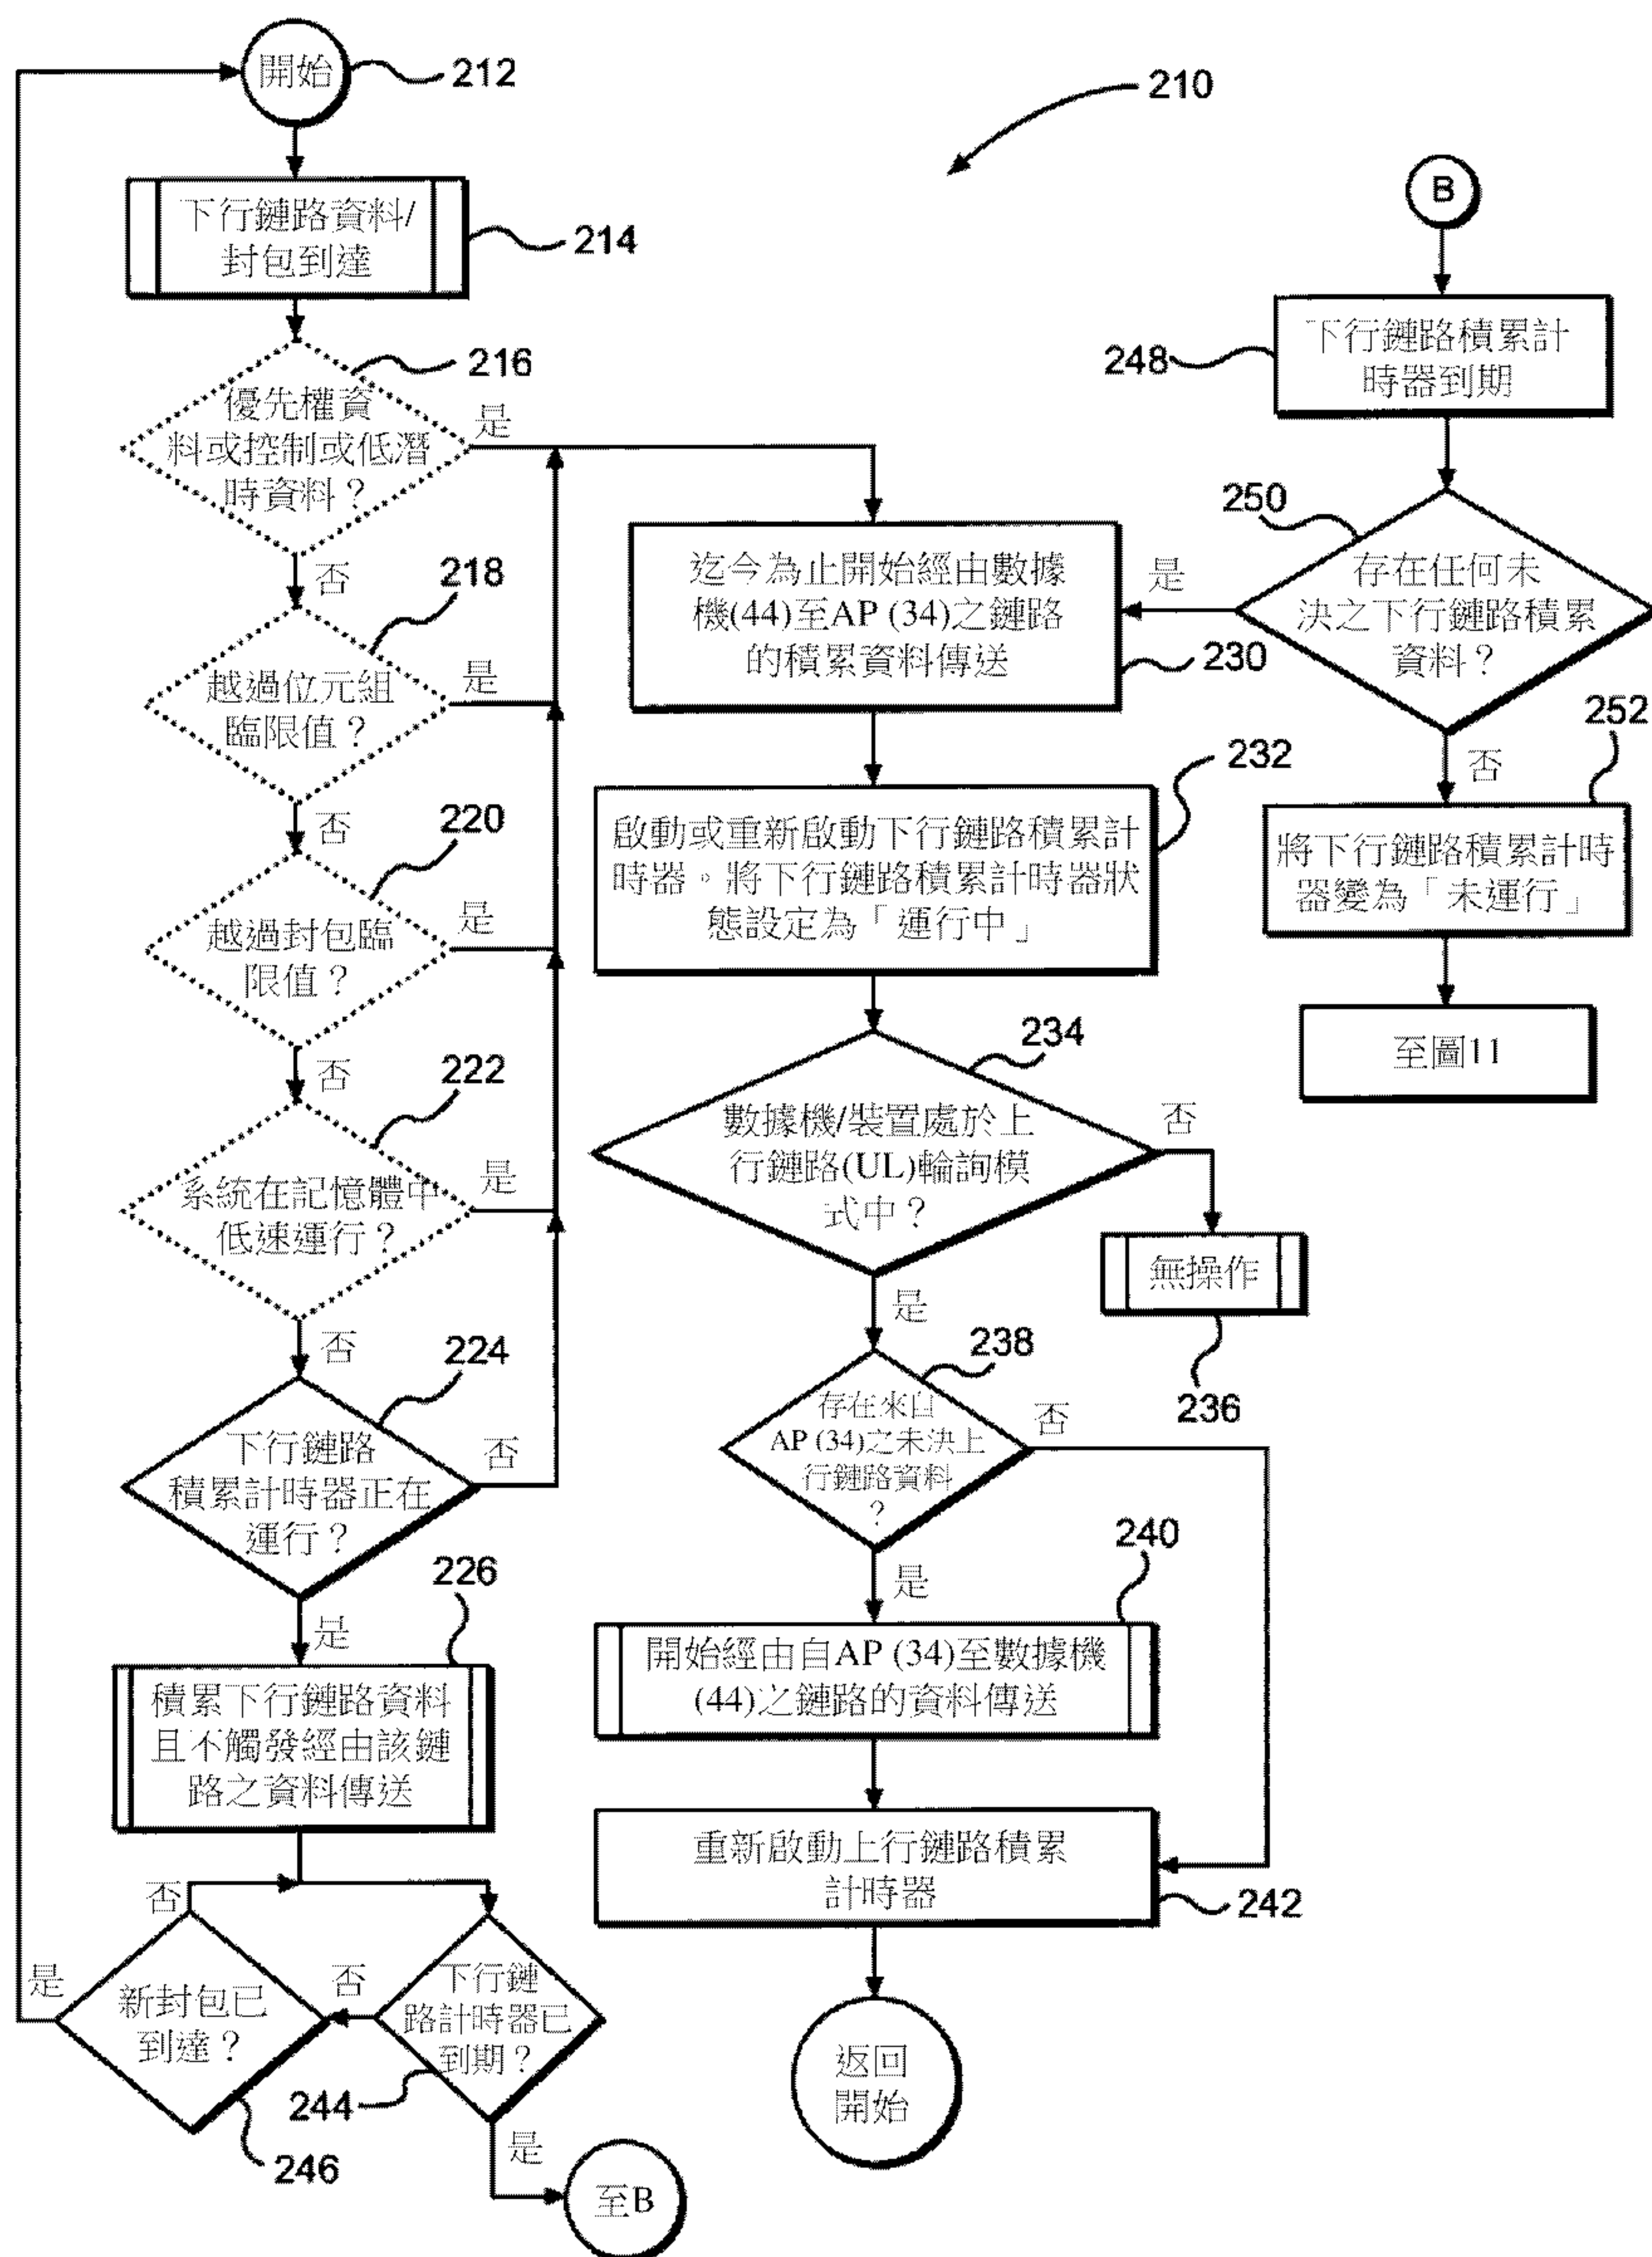 開始
212
210
下行鏈路資料/
封包到達
214
216
優先權資
料或控制或低潛
時資料？
是
否
218
越過位元組
臨限值？
是
否
220
越過封包臨
限值？
是
否
222
系統在記憶體中
低速運行？
是
否
224
下行鏈路
積累計時器正在
運行？
否
是
226
積累下行鏈路資料
且不觸發經由該鏈
路之資料傳送
否
是
新封包已
到達？
246
否
下行鏈
路計時器已
到期？
244
是
至B
迄今為止開始經由數據
機(44)至AP (34)之鏈路
的積累資料傳送
230
232
啟動或重新啟動下行鏈路積累計
時器。將下行鏈路積累計時器狀
態設定為「運行中」
234
數據機/裝置處於上
行鏈路(UL)輪詢模
式中？
否
無操作
236
是
238
存在來自
AP (34)之未決上
行鏈路資料
？
否
是
240
開始經由自AP (34)至數據機
(44)之鏈路的資料傳送
重新啟動上行鏈路積累
計時器
242
返回
開始
B
248
下行鏈路積累計
時器到期
250
存在任何未
決之下行鏈路積累
資料？
是
否
252
將下行鏈路積累計時
器變為「未運行」
至圖11